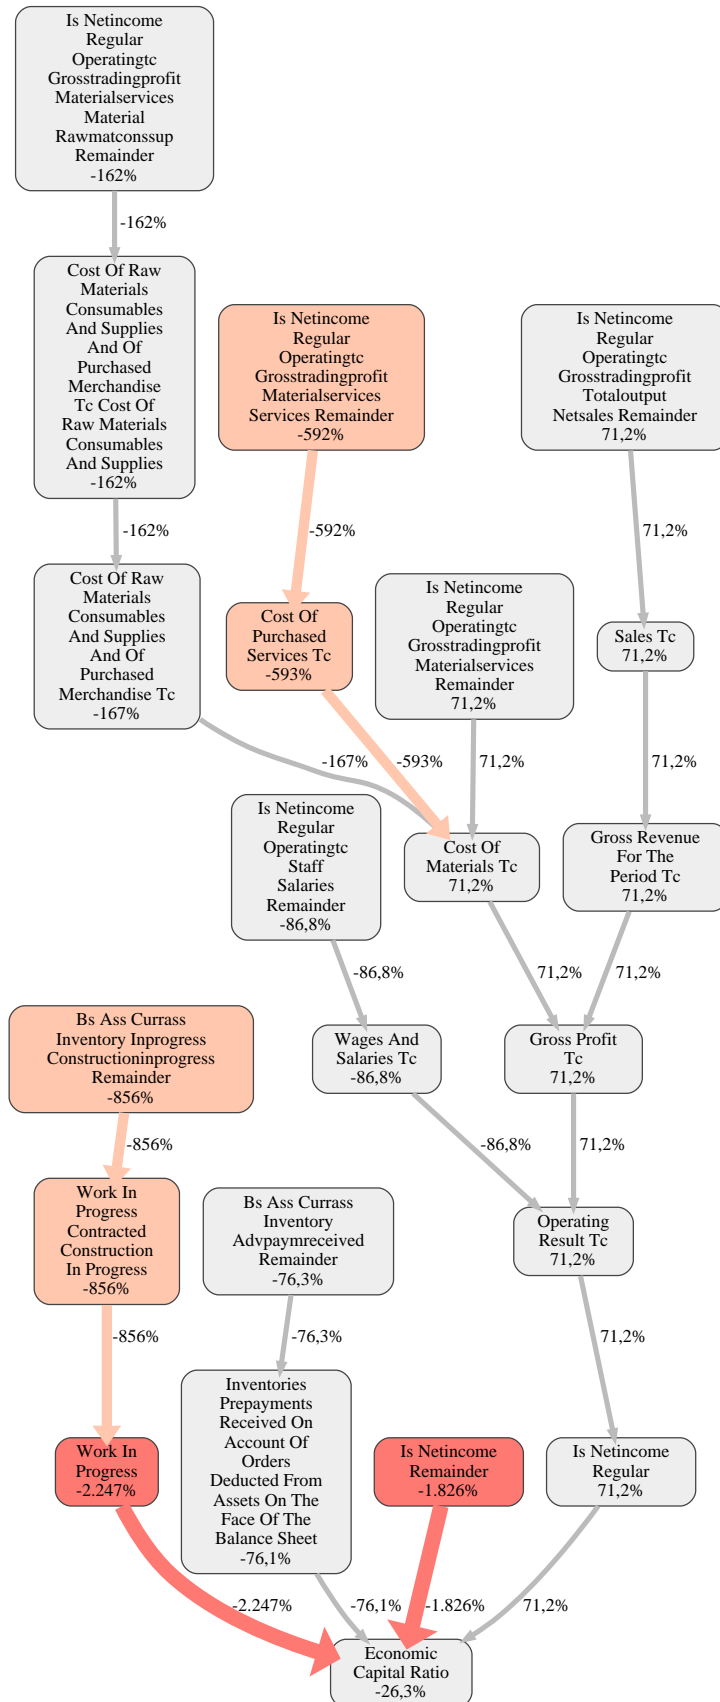 Is Netincome
Regular
Operatingtc
Grosstradingprofit
Materialservices
Material
Rawmatconssup
Remainder
-162%
-162%
Cost Of Raw
Materials
Consumables
And Supplies
And Of
Purchased
Merchandise
Tc Cost Of
Raw Materials
Consumables
And Supplies
-162%
Is Netincome
Regular
Operatingtc
Grosstradingprofit
Materialservices
Services Remainder
-592%
Is Netincome
Regular
Operatingtc
Grosstradingprofit
Totaloutput
Netsales Remainder
71,2%
-162%
-592%
71,2%
Cost Of Raw
Materials
Consumables
And Supplies
And Of
Purchased
Merchandise Tc
-167%
Cost Of
Purchased
Services Tc
-593%
Is Netincome
Regular
Operatingtc
Grosstradingprofit
Materialservices
Remainder
71,2%
Sales Tc
71,2%
-167%
-593%
71,2%
71,2%
Is Netincome
Regular
Operatingtc
Staff
Salaries
Remainder
-86,8%
Cost Of
Materials Tc
71,2%
Gross Revenue
For The
Period Tc
71,2%
-86,8%
71,2%
71,2%
Bs Ass Currass
Inventory Inprogress
Constructioninprogress
Remainder
-856%
Wages And
Salaries Tc
-86,8%
Gross Profit
Tc
71,2%
-856%
-86,8%
71,2%
Work In
Progress
Contracted
Construction
In Progress
-856%
Bs Ass Currass
Inventory
Advpaymreceived
Remainder
-76,3%
Operating
Result Tc
71,2%
-856%
-76,3%
71,2%
Inventories
Prepayments
Received On
Account Of
Orders
Deducted From
Assets On The
Face Of The
Balance Sheet
-76,1%
Work In
Progress
-2.247%
Is Netincome
Remainder
-1.826%
Is Netincome
Regular
71,2%
-2.247%
-76,1%
-1.826%
71,2%
Economic
Capital Ratio
-26,3%